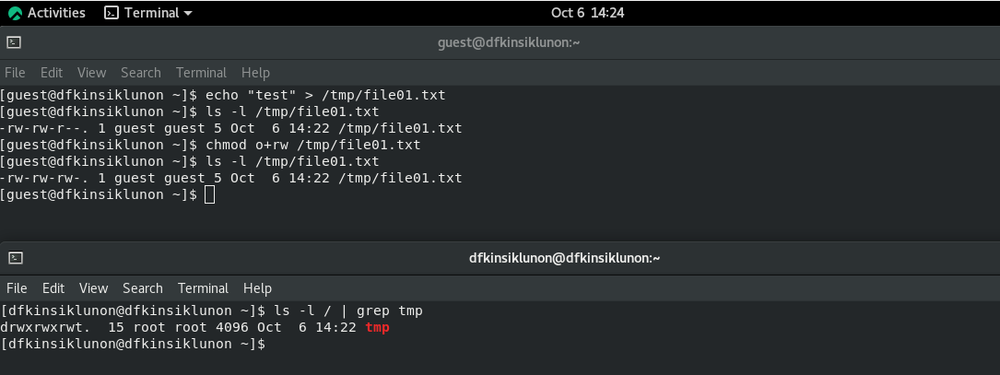 Activities Terminal Oct 6 14:24
guest@dfkinsiklunon:~
File Edit View Search Terminal Help
[guest@dfkinsiklunon ~]$ echo "test" > /tmp/file01.txt
[guest@dfkinsiklunon ~]$ ls -l /tmp/file01.txt
-rw-rw-r--. 1 guest guest 5 Oct  6 14:22 /tmp/file01.txt
[guest@dfkinsiklunon ~]$ chmod o+rw /tmp/file01.txt
[guest@dfkinsiklunon ~]$ ls -l /tmp/file01.txt
-rw-rw-rw-. 1 guest guest 5 Oct  6 14:22 /tmp/file01.txt
[guest@dfkinsiklunon ~]$
dfkinsiklunon@dfkinsiklunon:~
File Edit View Search Terminal Help
[dfkinsiklunon@dfkinsiklunon ~]$ ls -l / | grep tmp
drwxrwxrwt.  15 root root 4096 Oct  6 14:22 tmp
[dfkinsiklunon@dfkinsiklunon ~]$